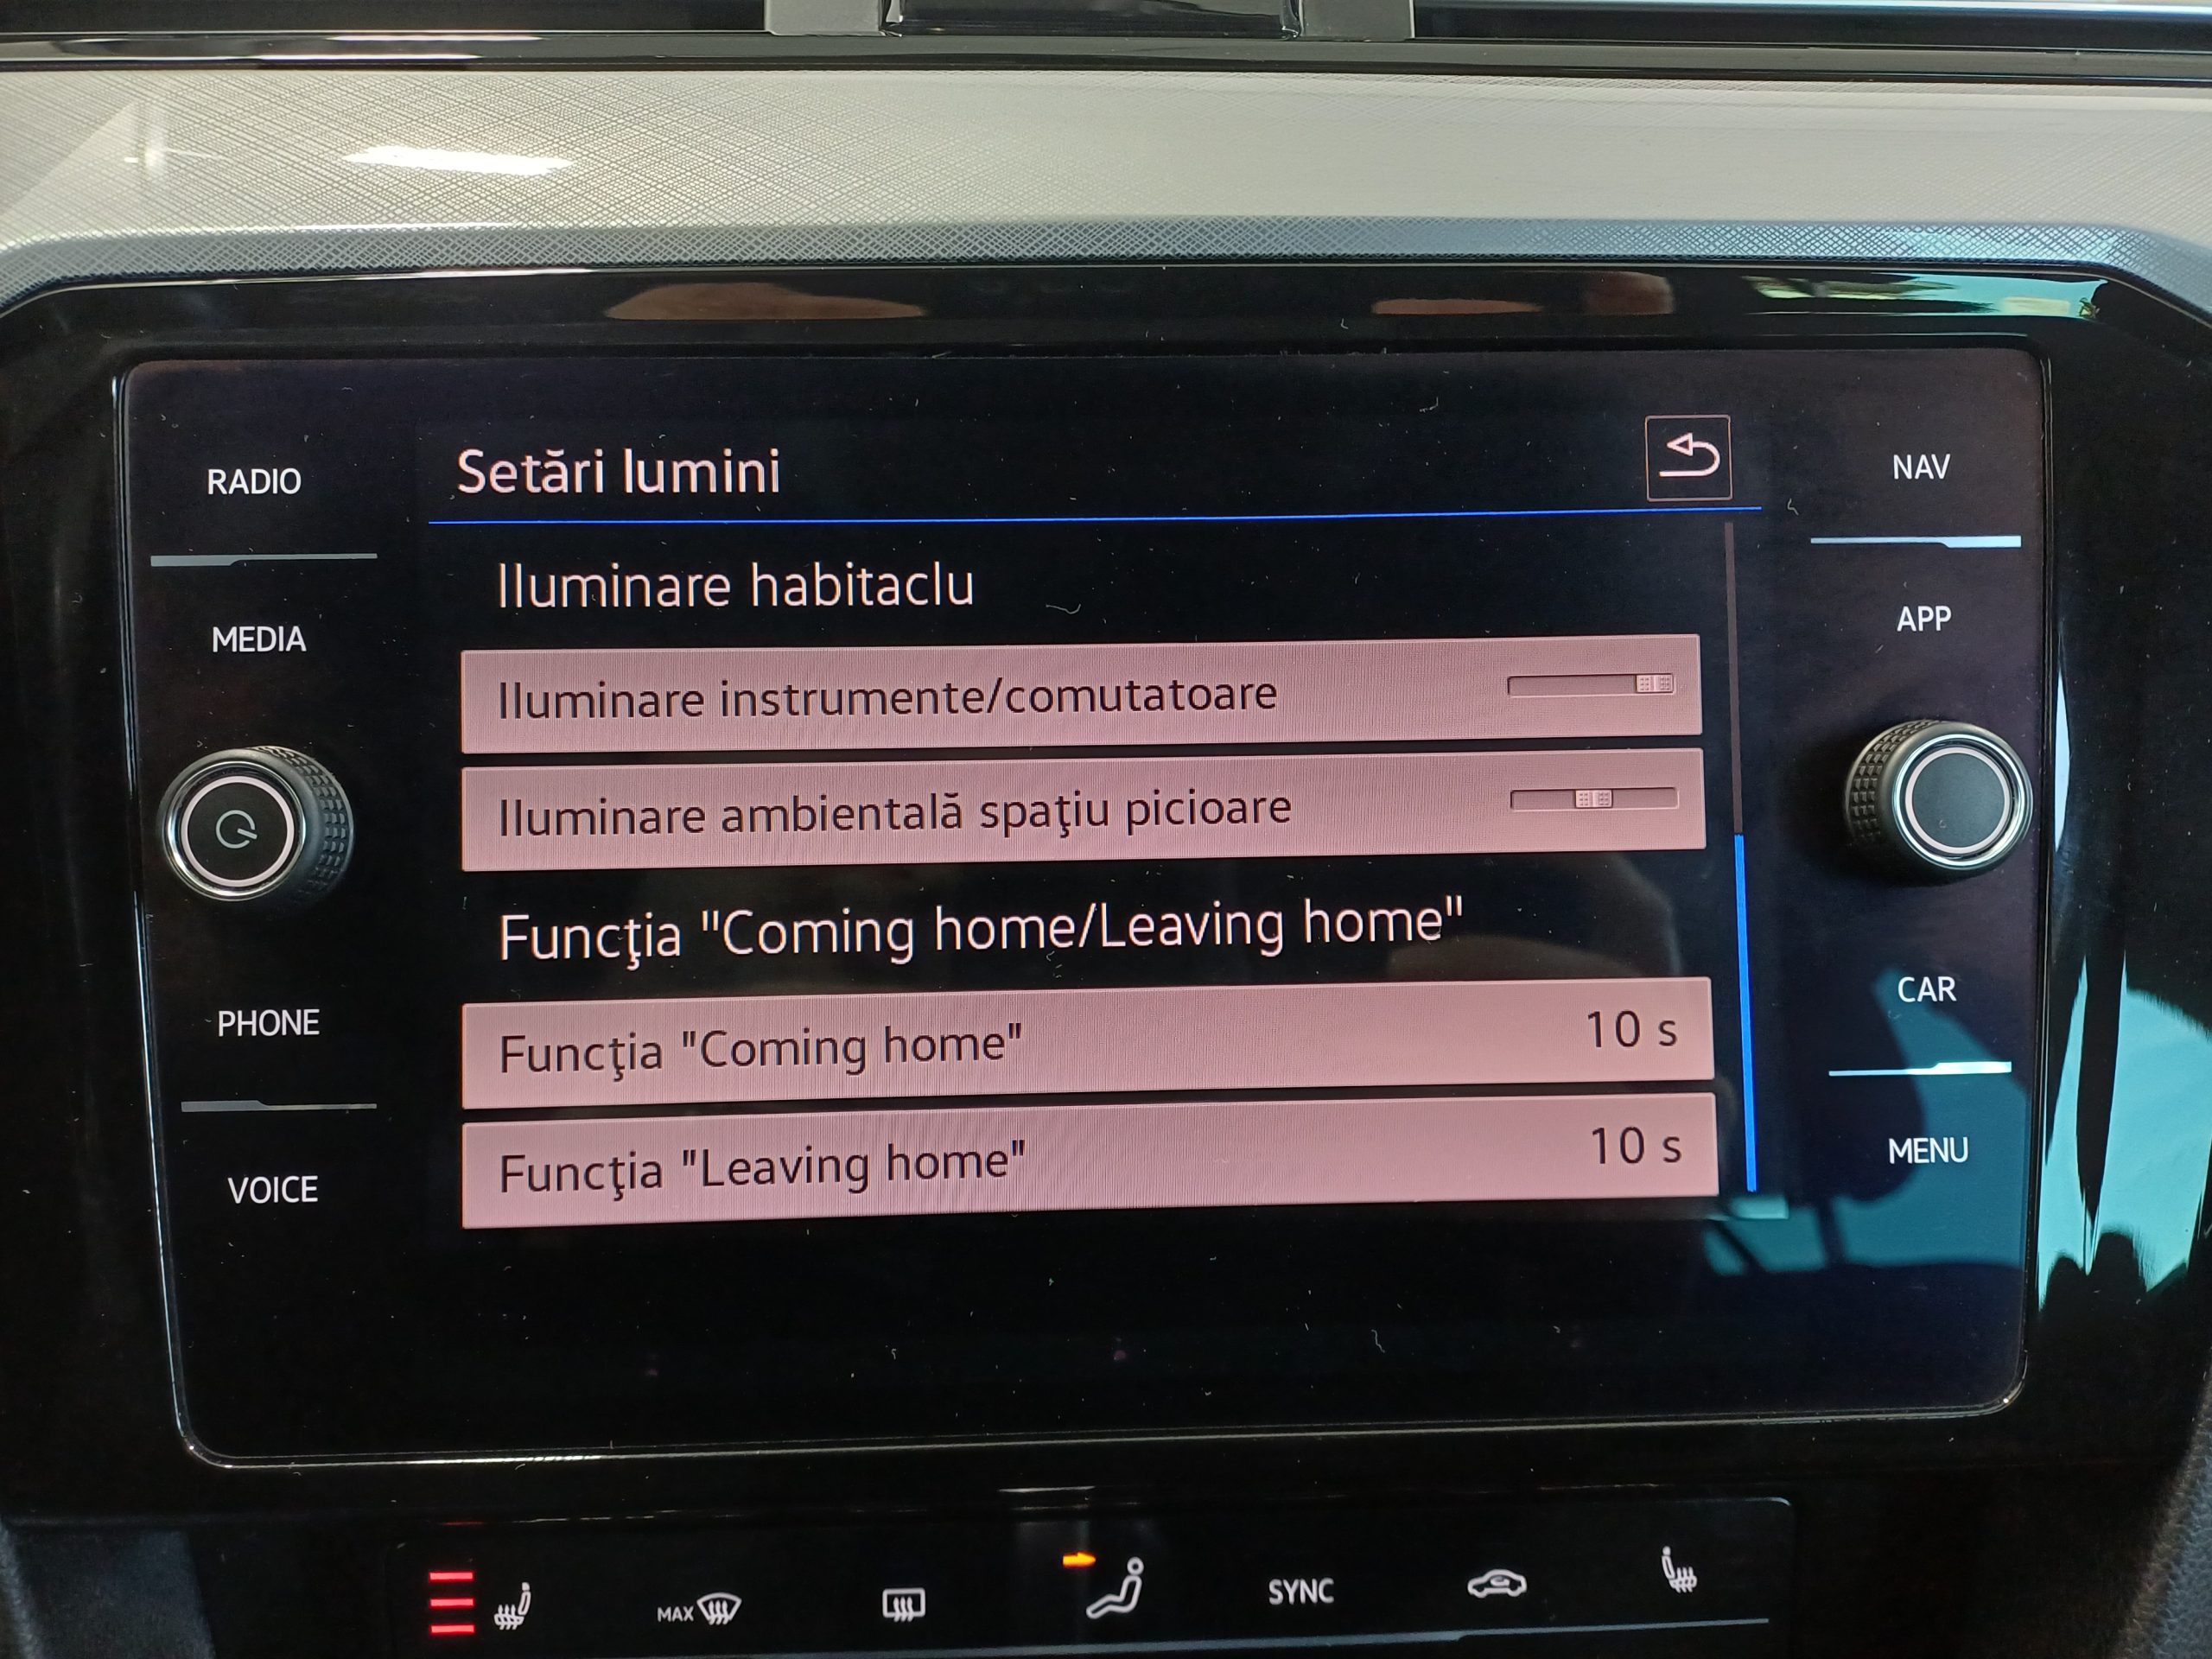 RADIO
MEDIA
PHONE
VOICE
Setări lumini
Iluminare habitaclu
Iluminare instrumente/comutatoare
Iluminare ambientală spaţiu picioare
Funcţia "Coming home/Leaving home"
Funcţia "Coming home" 10 s
Funcţia "Leaving home" 10 s
NAV
APP
CAR
MENU
MAX
SYNC